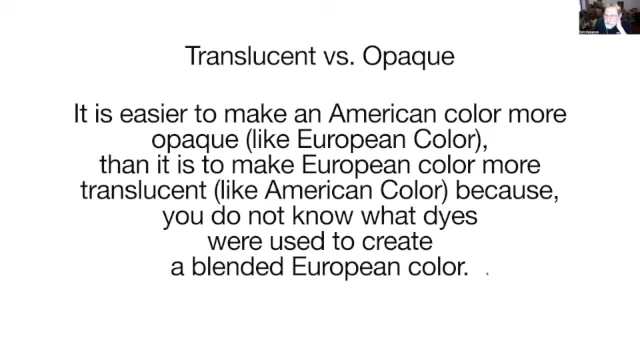 Translucent vs. Opaque
It is easier to make an American color more
opaque (like European Color),
than it is to make European color more
translucent (like American Color) because,
you do not know what dyes
were used to create
a blended European color.